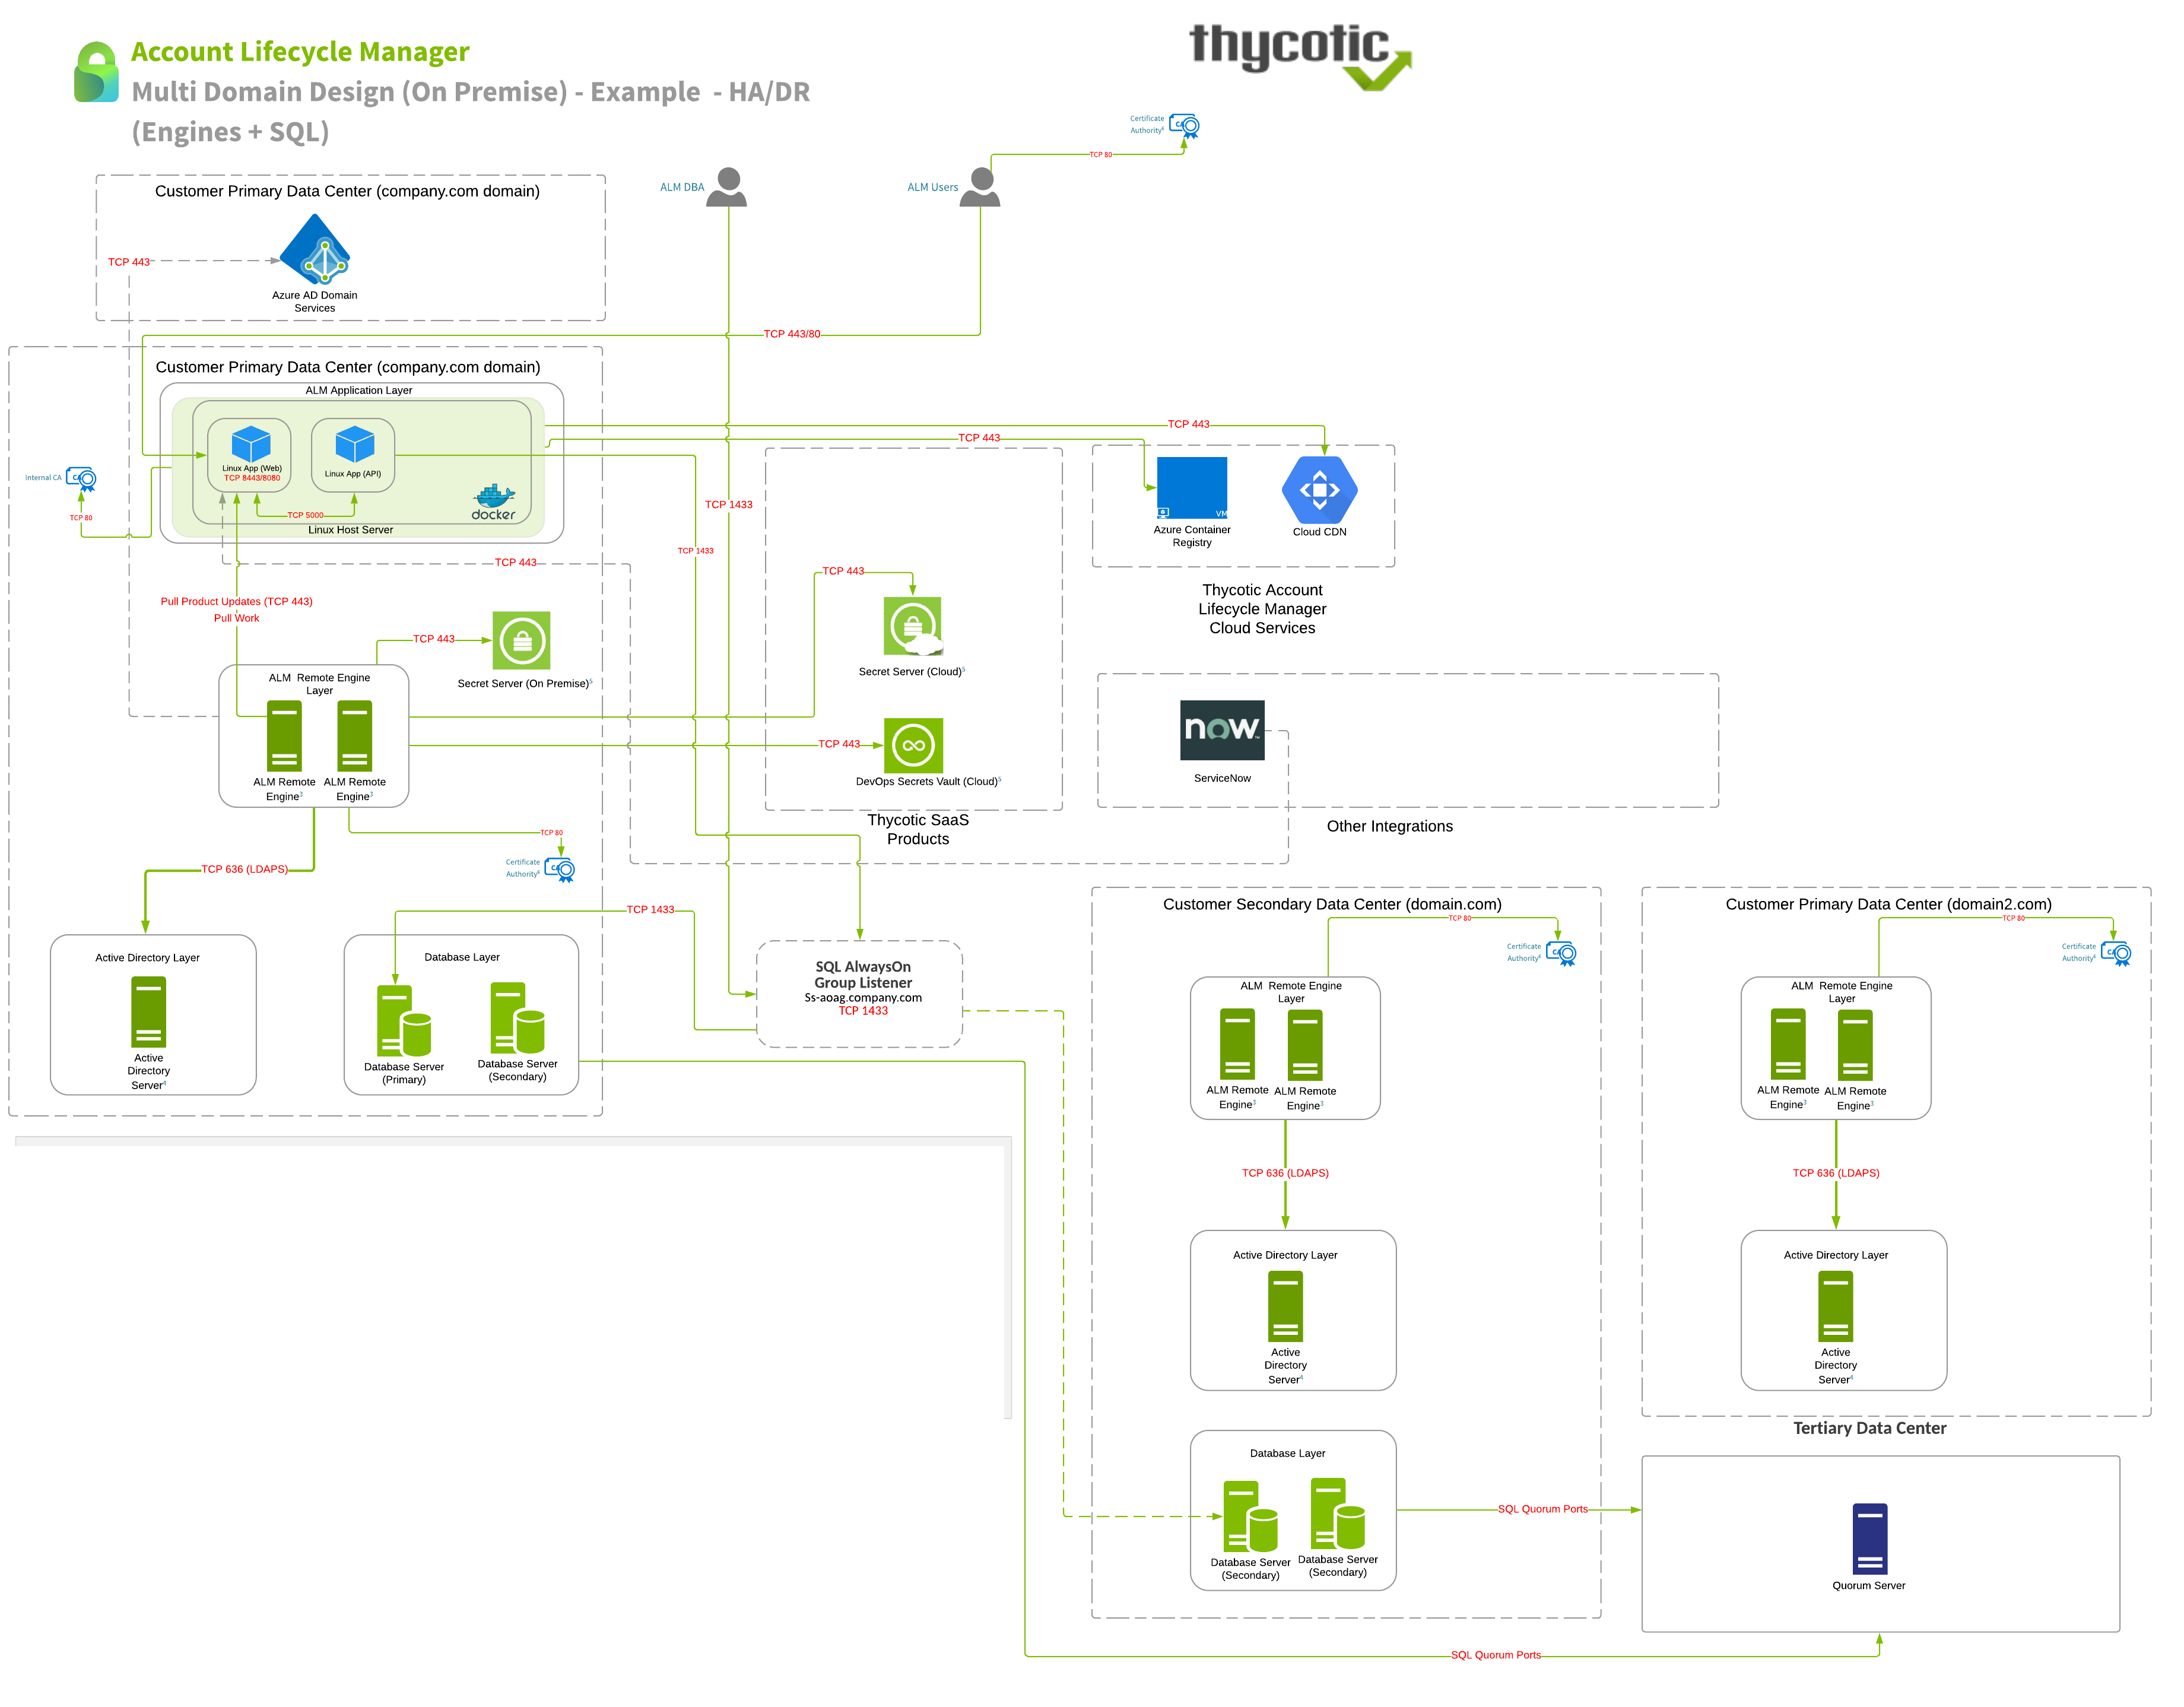 Account Lifecycle Manager
Multi Domain Design (On Premise) - Example - HA/DR
(Engines + SQL)
thycotic
Certificate
Authority⁶
CA
TCP 80
ALM DBA
ALM Users
Customer Primary Data Center (company.com domain)
TCP 443
Azure AD Domain
Services
TCP 443/80
Customer Primary Data Center (company.com domain)
ALM Application Layer
Linux App (Web)
TCP 8443/8080
Linux App (API)
TCP 5000
docker
Linux Host Server
Internal CA
CA
TCP 80
TCP 443
TCP 443
TCP 1433
TCP 1433
TCP 443
Azure Container
Registry
VM
Cloud CDN
Thycotic Account
Lifecycle Manager
Cloud Services
Pull Product Updates (TCP 443)
Pull Work
TCP 443
Secret Server (On Premise)⁵
TCP 443
Secret Server (Cloud)⁵
TCP 443
DevOps Secrets Vault (Cloud)⁵
Thycotic SaaS
Products
now
ServiceNow
Other Integrations
ALM Remote Engine
Layer
ALM Remote
Engine³
ALM Remote
Engine³
TCP 80
Certificate
Authority⁶
CA
TCP 636 (LDAPS)
TCP 1433
Active Directory Layer
Active
Directory
Server⁴
Database Layer
Database Server
(Primary)
Database Server
(Secondary)
SQL AlwaysOn
Group Listener
Ss-aoag.company.com
TCP 1433
Customer Secondary Data Center (domain.com)
TCP 80
Certificate
Authority⁶
CA
ALM Remote Engine
Layer
ALM Remote
Engine³
ALM Remote
Engine³
TCP 636 (LDAPS)
Active Directory Layer
Active
Directory
Server⁴
Database Layer
Database Server
(Secondary)
Database Server
(Secondary)
Customer Primary Data Center (domain2.com)
TCP 80
Certificate
Authority⁶
CA
ALM Remote Engine
Layer
ALM Remote
Engine³
ALM Remote
Engine³
TCP 636 (LDAPS)
Active Directory Layer
Active
Directory
Server⁴
Tertiary Data Center
SQL Quorum Ports
Quorum Server
SQL Quorum Ports